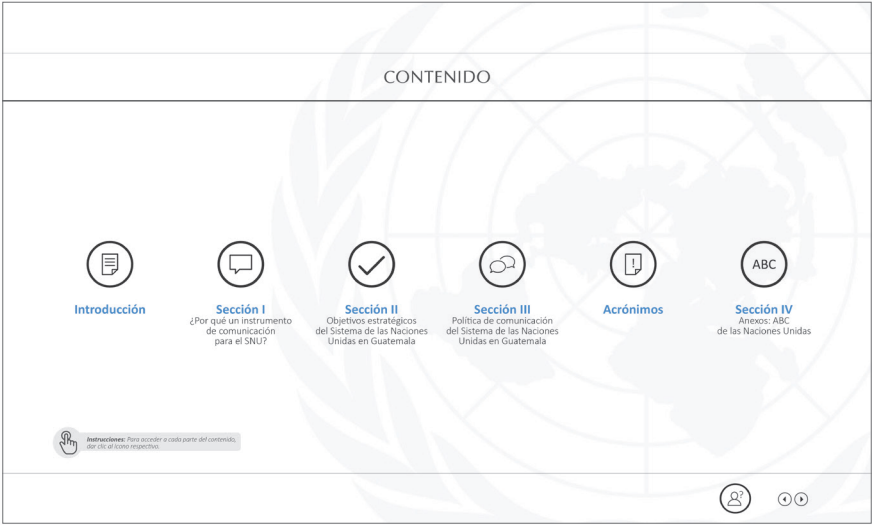 CONTENIDO
ABC
Introducción
Sección I
¿Por qué un instrumento
de comunicación
para el SNU?
Sección II
Objetivos estratégicos
del Sistema de las Naciones
Unidas en Guatemala
Sección III
Política de comunicación
del Sistema de las Naciones
Unidas en Guatemala
Acrónimos
Sección IV
Anexos: ABC
de las Naciones Unidas
Instrucciones: Para acceder a cada parte del contenido,
dar clic al ícono respectivo.